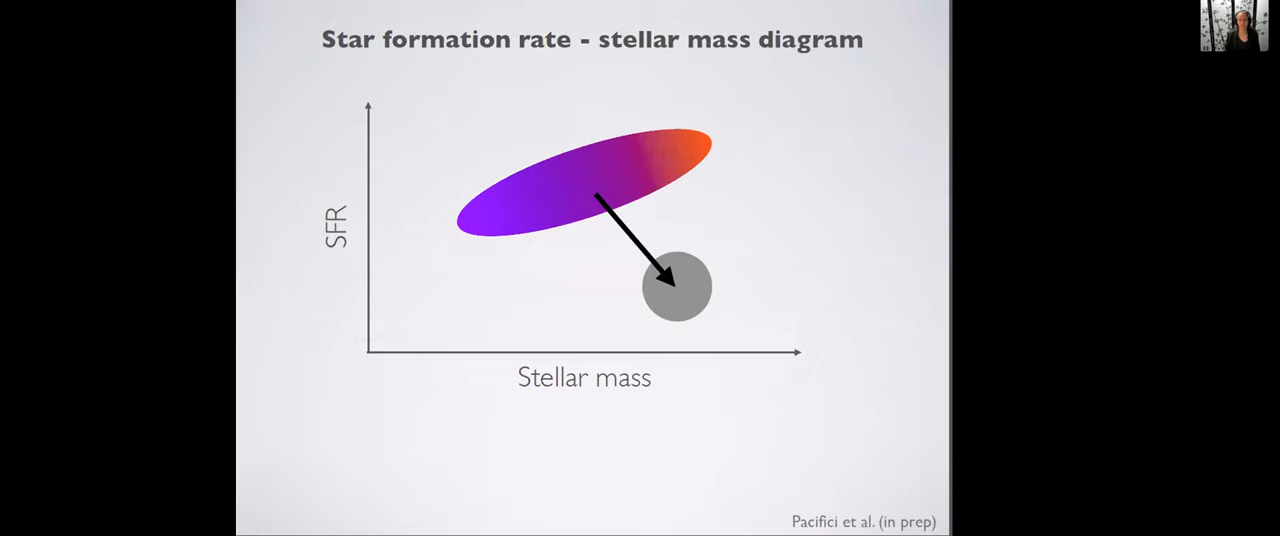 Star formation rate - stellar mass diagram
SFR
Stellar mass
Pacifici et al. (in prep)